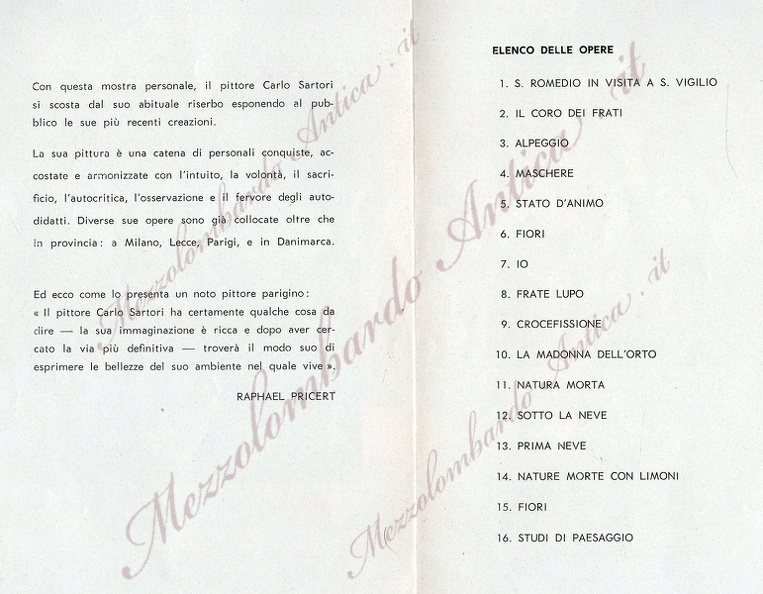 Con questa mostra personale, il pittore Carlo Sartori
si scosta dal suo abituale riserbo esponendo al pub-
blico le sue più recenti creazioni.
La sua pittura è una catena di personali conquiste, ac-
costate e armonizzate con l'intuito, la volontà, il sacri-
ficio, l'autocritica, l'osservazione e il fervore degli auto-
didatti. Diverse sue opere sono già collocate oltre che
in provincia: a Milano, Lecce, Parigi, e in Danimarca.
Ed ecco come lo presenta un noto pittore parigino:
« Il pittore Carlo Sartori ha certamente qualche cosa da
dire — la sua immaginazione è ricca e dopo aver cer-
cato la via più definitiva — troverà il modo suo di
esprimere le bellezze del suo ambiente nel quale vive ».
RAPHAEL PRICERT
ELENCO DELLE OPERE
1. S. ROMEDIO IN VISITA A S. VIGILIO
2. IL CORO DEI FRATI
3. ALPEGGIO
4. MASCHERE
5. STATO D'ANIMO
6. FIORI
7. IO
8. FRATE LUPO
9. CROCEFISSIONE
10. LA MADONNA DELL'ORTO
11. NATURA MORTA
12. SOTTO LA NEVE
13. PRIMA NEVE
14. NATURE MORTE CON LIMONI
15. FIORI
16. STUDI DI PAESAGGIO
Mezzolombardo Antica.it
Mezzolombardo Antica.it
Mezzolombardo Antica.it